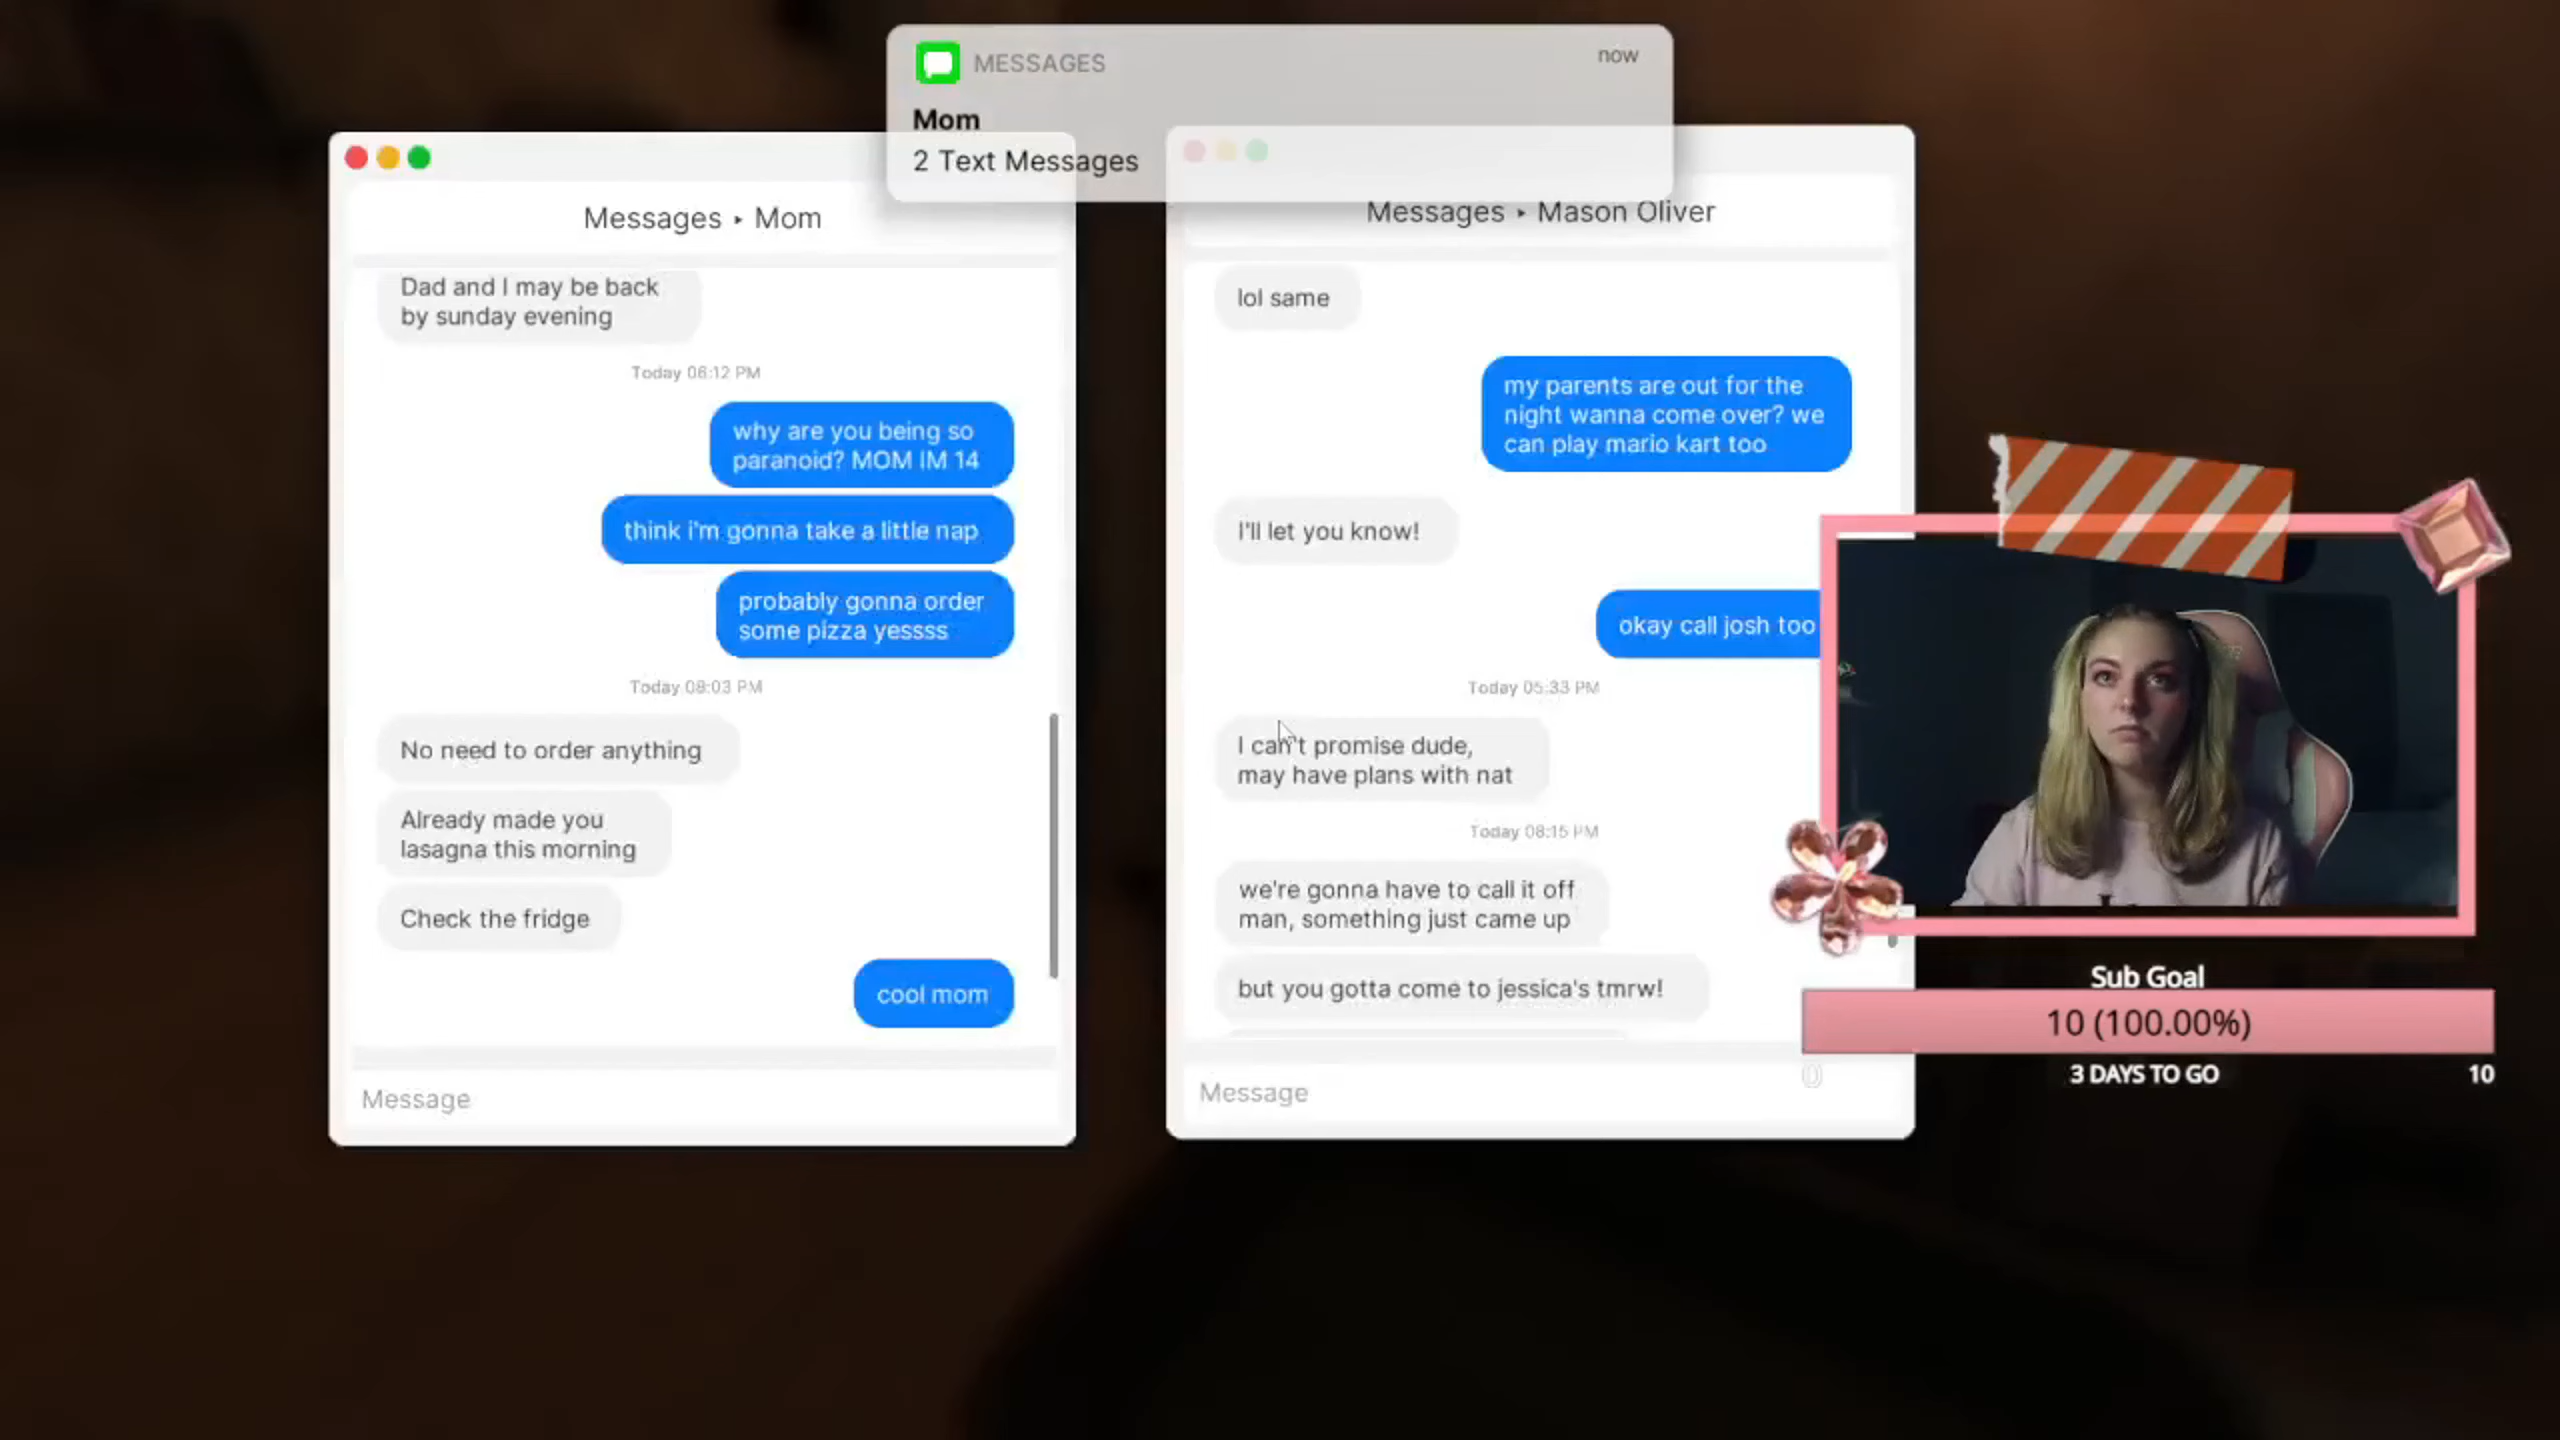 MESSAGES
now
Mom
2 Text Messages
Messages ‣ Mom
Dad and I may be back
by sunday evening
Today 06:12 PM
why are you being so
paranoid? MOM IM 14
think i'm gonna take a little nap
probably gonna order
some pizza yessss
Today 08:03 PM
No need to order anything
Already made you
lasagna this morning
Check the fridge
cool mom
Message
Messages ‣ Mason Oliver
lol same
my parents are out for the
night wanna come over? we
can play mario kart too
I'll let you know!
okay call josh too
Today 05:33 PM
I can't promise dude,
may have plans with nat
Today 08:15 PM
we're gonna have to call it off
man, something just came up
but you gotta come to jessica's tmrw!
Message
Sub Goal
10 (100.00%)
0
3 DAYS TO GO
10